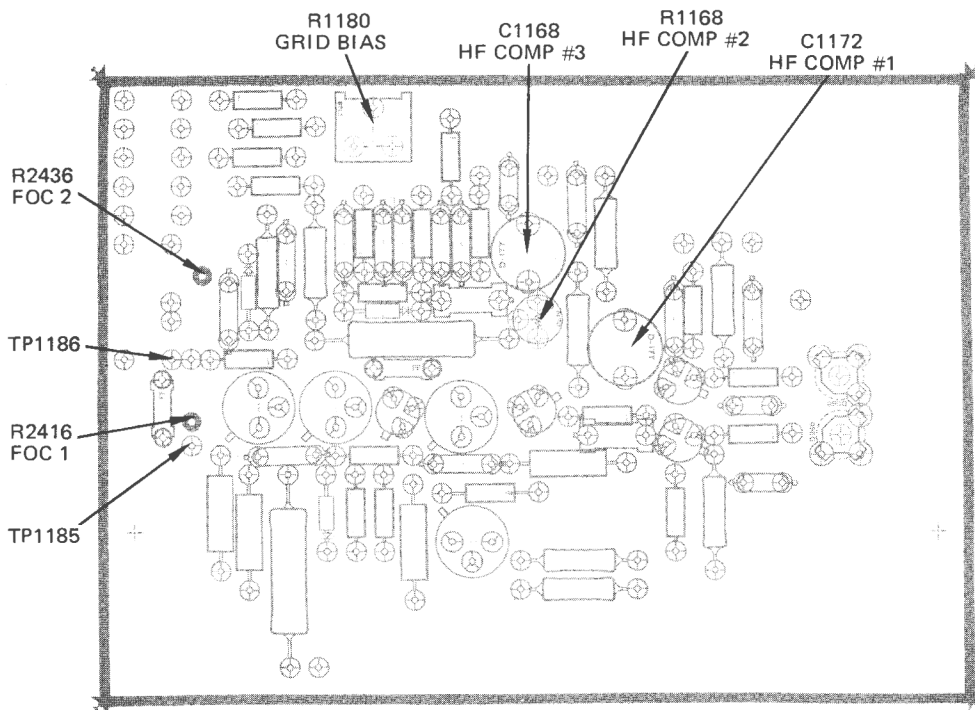 R1180
GRID BIAS
C1168
HF COMP #3
R1168
HF COMP #2
C1172
HF COMP #1
R2436
FOC 2
TP1186
R2416
FOC 1
TP1185